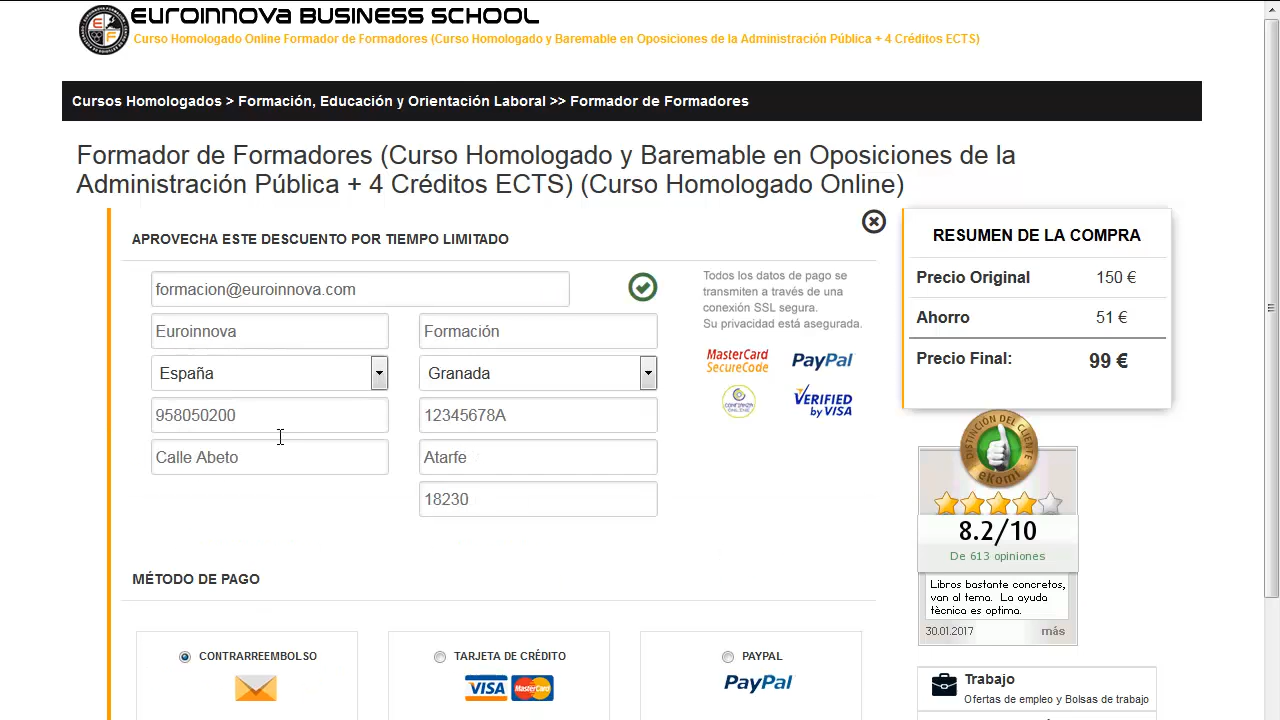 EUROINNOVA BUSINESS SCHOOL
Curso Homologado Online Formador de Formadores (Curso Homologado y Baremable en Oposiciones de la Administración Pública + 4 Créditos ECTS)
Cursos Homologados > Formación, Educación y Orientación Laboral >> Formador de Formadores
Formador de Formadores (Curso Homologado y Baremable en Oposiciones de la
Administración Pública + 4 Créditos ECTS) (Curso Homologado Online)
APROVECHA ESTE DESCUENTO POR TIEMPO LIMITADO
formacion@euroinnova.com
Euroinnova
Formación
España
Granada
958050200
12345678A
Calle Abeto
Atarfe
18230
Todos los datos de pago se
transmiten a través de una
conexión SSL segura.
Su privacidad está asegurada.
MasterCard
SecureCode
PayPal
CONFIANZA
ONLINE
VERIFIED
by VISA
MÉTODO DE PAGO
CONTRARREEMBOLSO
TARJETA DE CRÉDITO
VISA
MasterCard
PAYPAL
PayPal
RESUMEN DE LA COMPRA
Precio Original 150 €
Ahorro 51 €
Precio Final: 99 €
DISTINCIÓN DEL CLIENTE
eKomi
8.2/10
De 613 opiniones
Libros bastante concretos,
van al tema. La ayuda
tècnica es optima.
30.01.2017 más
Trabajo
Ofertas de empleo y Bolsas de trabajo